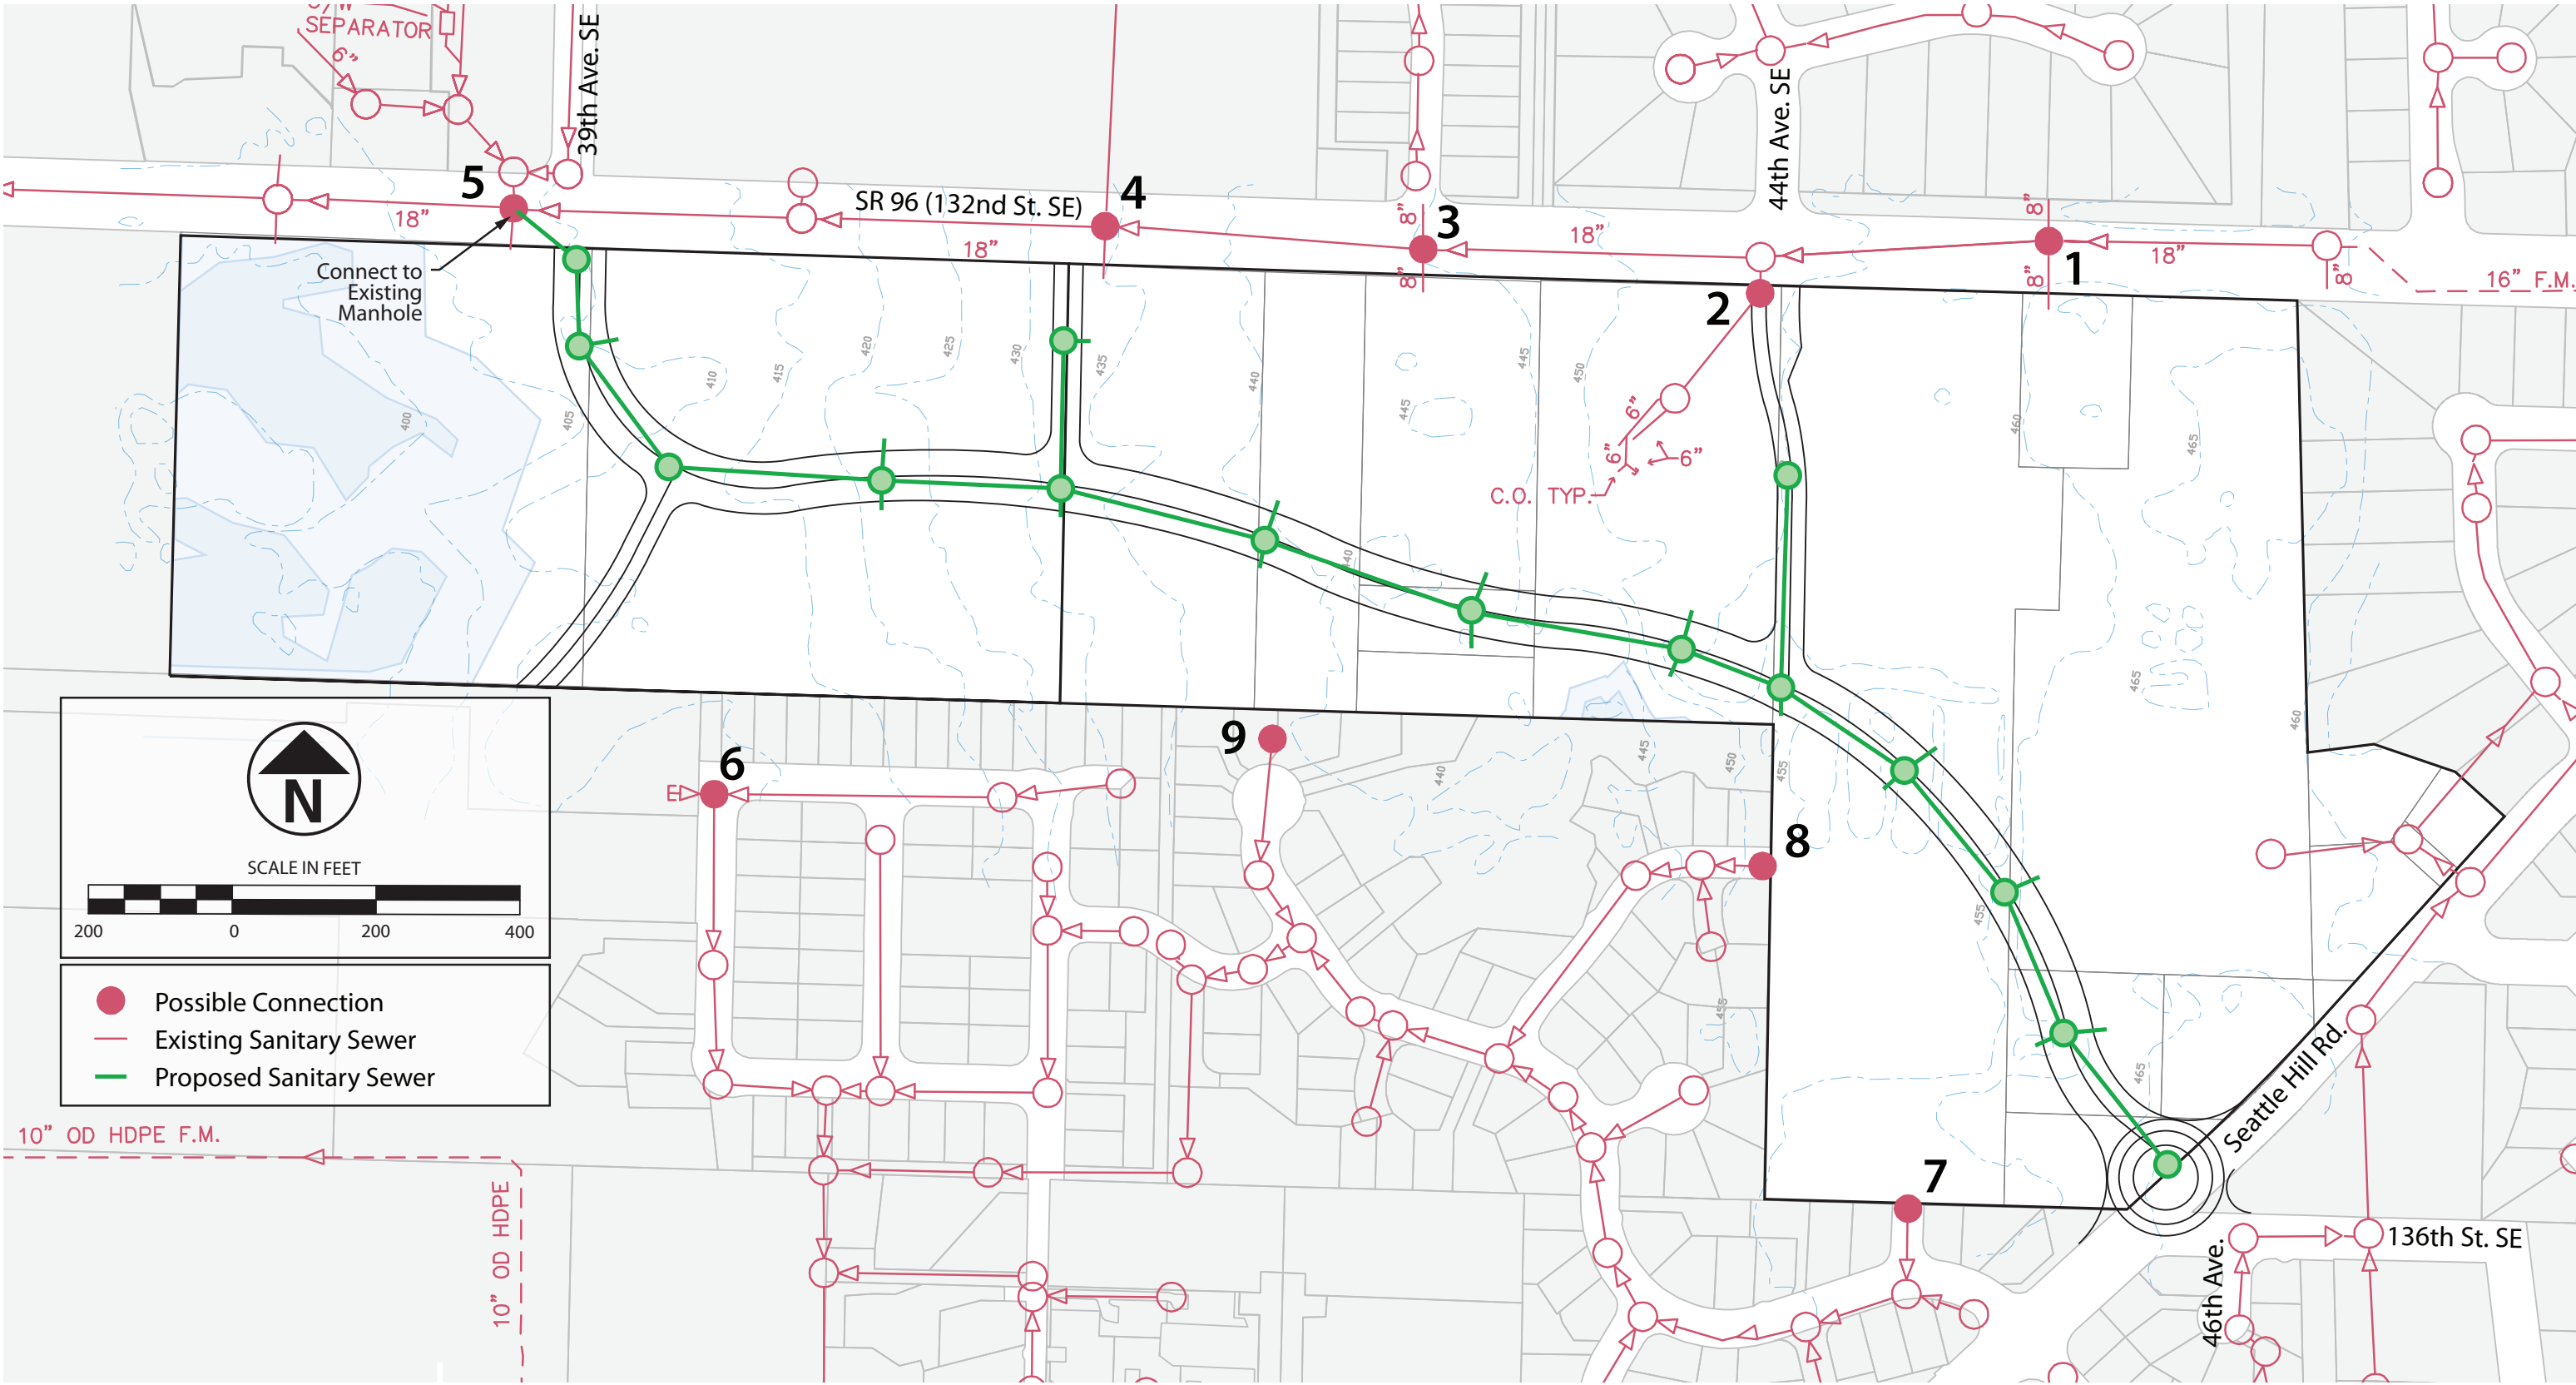 O/W
SEPARATOR
6"
39th Ave. SE
44th Ave. SE
5
18"
SR 96 (132nd St. SE)
18"
4
8"
3
8"
18"
8"
1
8"
18"
8"
16" F.M.
2
Connect to
Existing
Manhole
400
405
410
415
420
425
430
435
440
445
445
450
440
460
465
465
460
6"
6"
6"
C.O. TYP.
N
SCALE IN FEET
200
0
200
400
Possible Connection
Existing Sanitary Sewer
Proposed Sanitary Sewer
6
E
9
440
445
450
455
8
455
455
465
7
Seattle Hill Rd.
136th St. SE
46th Ave.
10" OD HDPE F.M.
10" OD HDPE